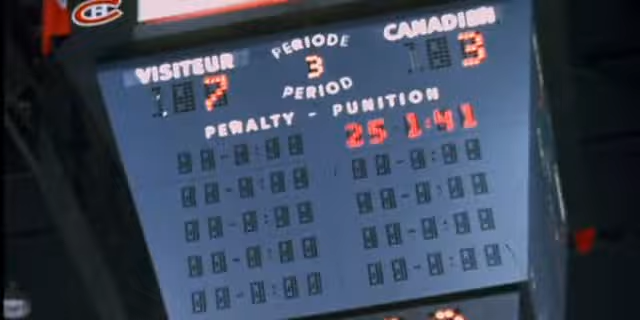 VISITEUR PERIODE CANADIEN
7 3 3
PERIOD
PENALTY - PUNITION
25 1:41